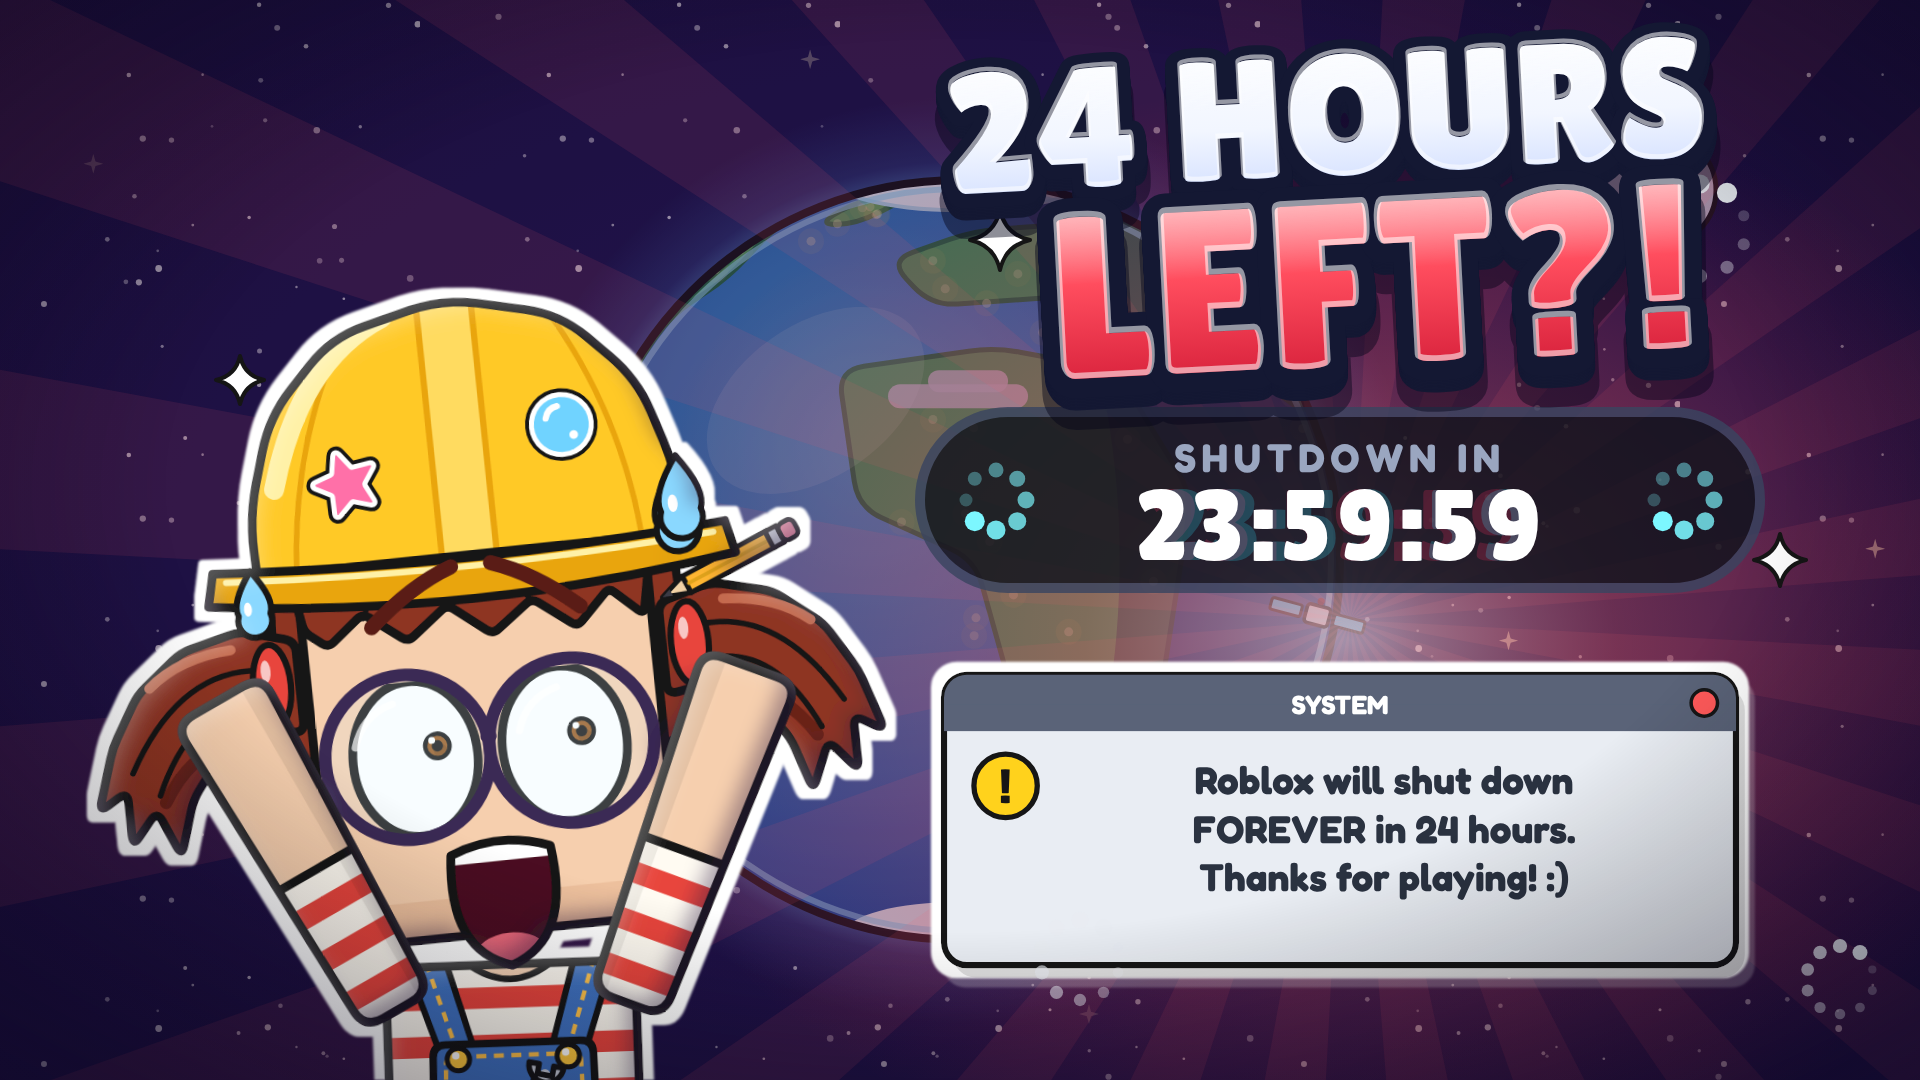 24 HOURS
LEFT?!
SHUTDOWN IN
23:59:59
SYSTEM
!
Roblox will shut down
FOREVER in 24 hours.
Thanks for playing! :)